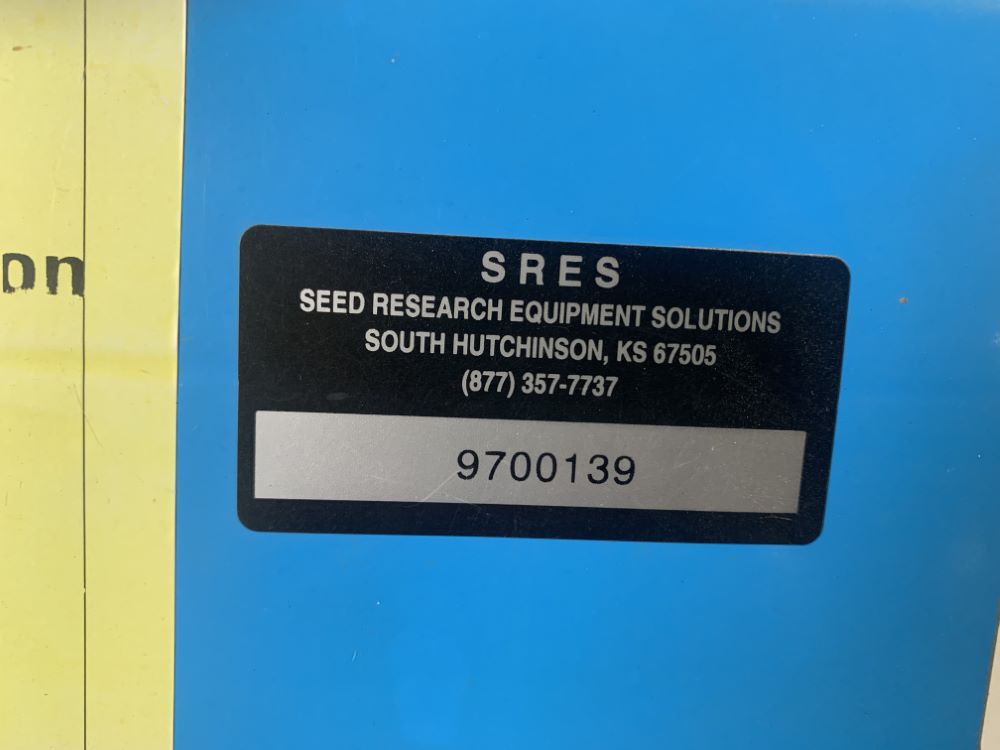 on
SRES
SEED RESEARCH EQUIPMENT SOLUTIONS
SOUTH HUTCHINSON, KS 67505
(877) 357-7737
9700139